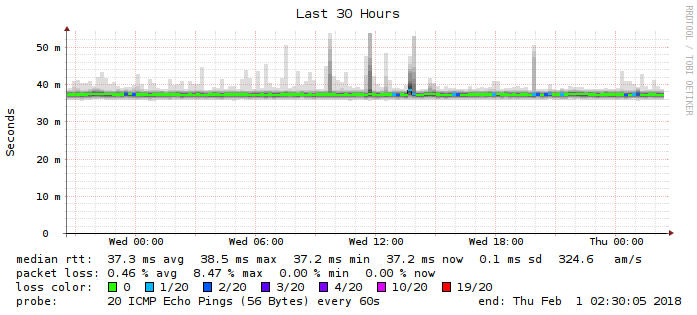 Last 30 Hours
RRDTOOL / TOBI OETIKER
Seconds
50 m
40 m
30 m
20 m
10 m
0
Wed 00:00 Wed 06:00 Wed 12:00 Wed 18:00 Thu 00:00
median rtt: 37.3 ms avg 38.5 ms max 37.2 ms min 37.2 ms now 0.1 ms sd 324.6 am/s
packet loss: 0.46 % avg 8.47 % max 0.00 % min 0.00 % now
loss color: 0 1/20 2/20 3/20 4/20 10/20 19/20
probe: 20 ICMP Echo Pings (56 Bytes) every 60s end: Thu Feb 1 02:30:05 2018